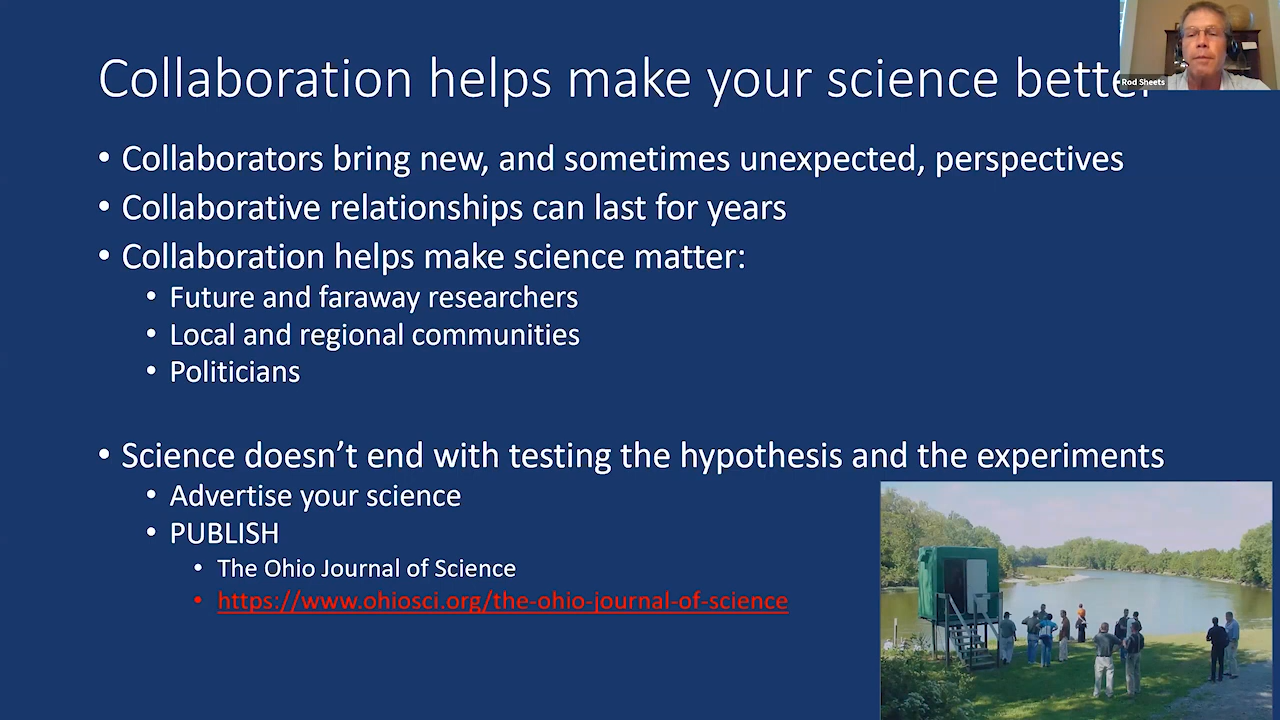 Collaboration helps make your science better
Rod Sheets
• Collaborators bring new, and sometimes unexpected, perspectives
• Collaborative relationships can last for years
• Collaboration helps make science matter:
• Future and faraway researchers
• Local and regional communities
• Politicians
• Science doesn’t end with testing the hypothesis and the experiments
• Advertise your science
• PUBLISH
• The Ohio Journal of Science
• https://www.ohiosci.org/the-ohio-journal-of-science